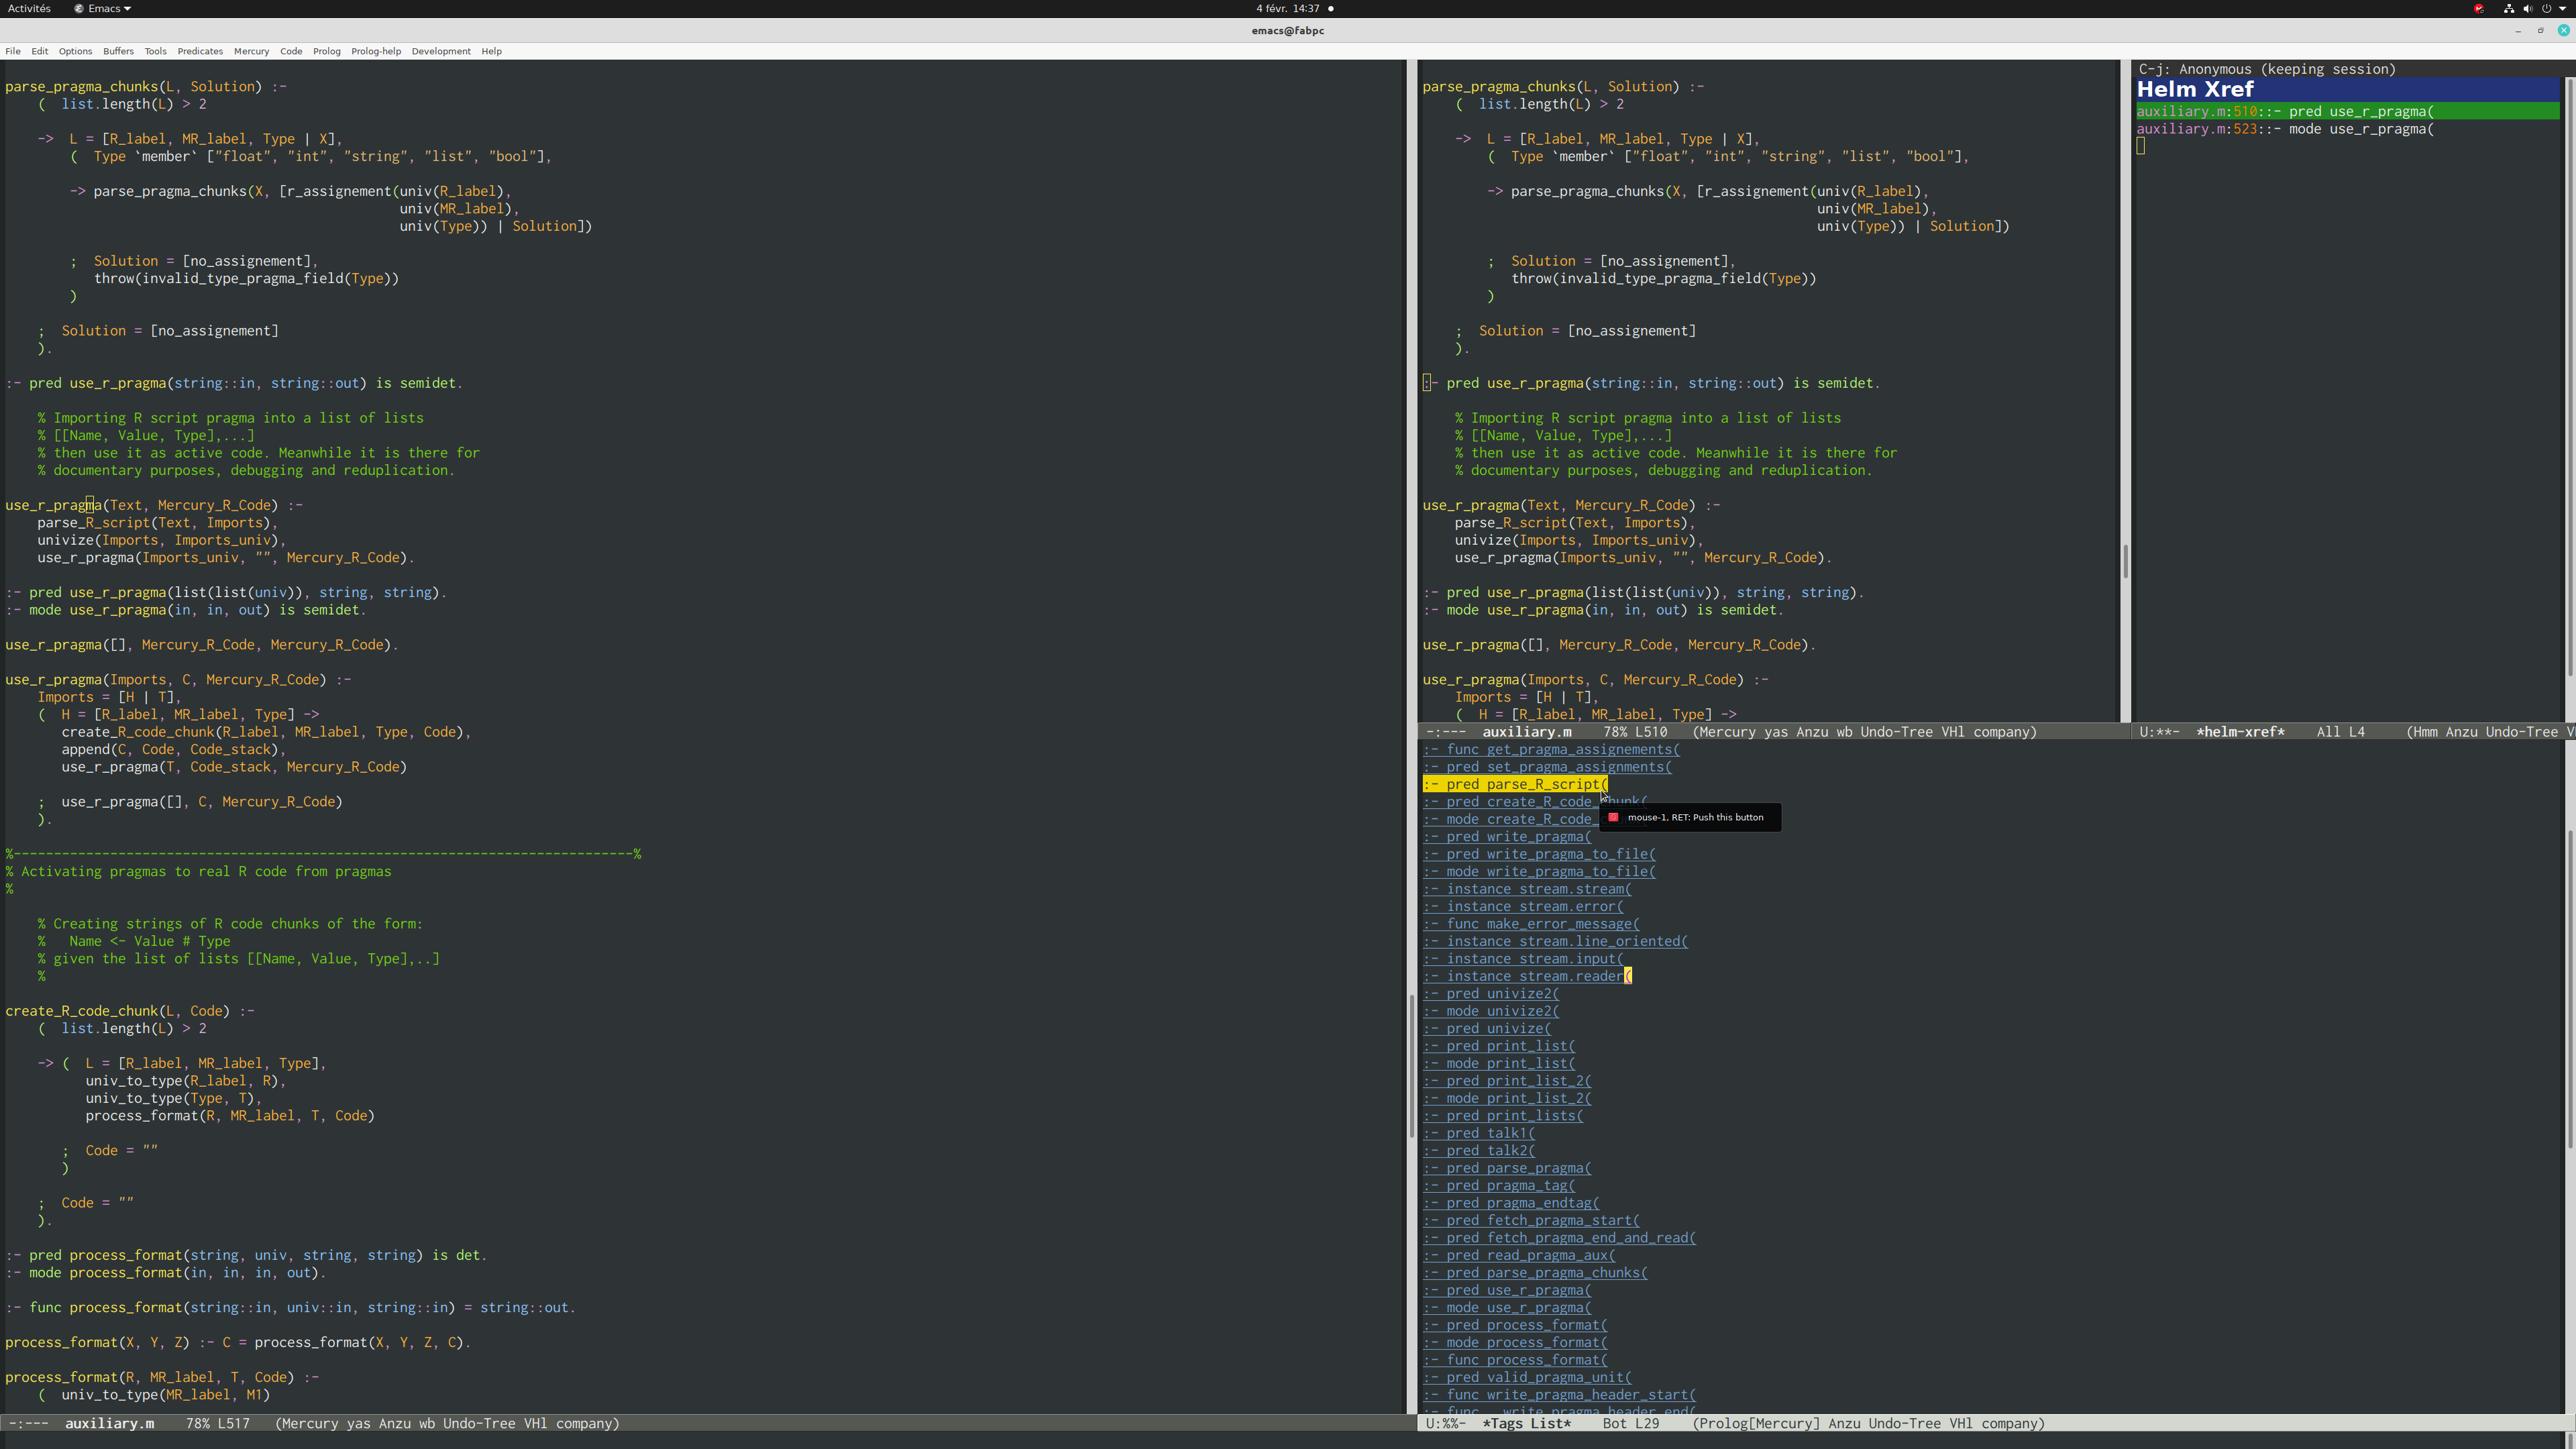 Activités Emacs 4 févr. 14:37
emacs@fabpc
File Edit Options Buffers Tools Predicates Mercury Code Prolog Prolog-help Development Help
parse_pragma_chunks(L, Solution) :-
    (  list.length(L) > 2
    ->  L = [R_label, MR_label, Type | X],
        (  Type `member` ["float", "int", "string", "list", "bool"],
        -> parse_pragma_chunks(X, [r_assignement(univ(R_label),
                                                 univ(MR_label),
                                                 univ(Type)) | Solution])
        ;  Solution = [no_assignement],
           throw(invalid_type_pragma_field(Type))
        )
    ;  Solution = [no_assignement]
    ).
:- pred use_r_pragma(string::in, string::out) is semidet.
    % Importing R script pragma into a list of lists
    % [[Name, Value, Type],...]
    % then use it as active code. Meanwhile it is there for
    % documentary purposes, debugging and reduplication.
use_r_pragma(Text, Mercury_R_Code) :-
    parse_R_script(Text, Imports),
    univize(Imports, Imports_univ),
    use_r_pragma(Imports_univ, "", Mercury_R_Code).
:- pred use_r_pragma(list(list(univ)), string, string).
:- mode use_r_pragma(in, in, out) is semidet.
use_r_pragma([], Mercury_R_Code, Mercury_R_Code).
use_r_pragma(Imports, C, Mercury_R_Code) :-
    Imports = [H | T],
    (  H = [R_label, MR_label, Type] ->
       create_R_code_chunk(R_label, MR_label, Type, Code),
       append(C, Code, Code_stack),
       use_r_pragma(T, Code_stack, Mercury_R_Code)
    ;  use_r_pragma([], C, Mercury_R_Code)
    ).
%-----------------------------------------------------------------------------%
% Activating pragmas to real R code from pragmas
%
    % Creating strings of R code chunks of the form:
    %   Name <- Value # Type
    % given the list of lists [[Name, Value, Type],..]
    %
create_R_code_chunk(L, Code) :-
    (  list.length(L) > 2
    -> (  L = [R_label, MR_label, Type],
          univ_to_type(R_label, R),
          univ_to_type(Type, T),
          process_format(R, MR_label, T, Code)
       ;  Code = ""
       )
    ;  Code = ""
    ).
:- pred process_format(string, univ, string, string) is det.
:- mode process_format(in, in, in, out).
:- func process_format(string::in, univ::in, string::in) = string::out.
process_format(X, Y, Z) :- C = process_format(X, Y, Z, C).
process_format(R, MR_label, T, Code) :-
    (  univ_to_type(MR_label, M1)
-:---  auxiliary.m    78% L517   (Mercury yas Anzu wb Undo-Tree VHl company)
parse_pragma_chunks(L, Solution) :-
    (  list.length(L) > 2
    ->  L = [R_label, MR_label, Type | X],
        (  Type `member` ["float", "int", "string", "list", "bool"],
        -> parse_pragma_chunks(X, [r_assignement(univ(R_label),
                                                 univ(MR_label),
                                                 univ(Type)) | Solution])
        ;  Solution = [no_assignement],
           throw(invalid_type_pragma_field(Type))
        )
    ;  Solution = [no_assignement]
    ).
:- pred use_r_pragma(string::in, string::out) is semidet.
    % Importing R script pragma into a list of lists
    % [[Name, Value, Type],...]
    % then use it as active code. Meanwhile it is there for
    % documentary purposes, debugging and reduplication.
use_r_pragma(Text, Mercury_R_Code) :-
    parse_R_script(Text, Imports),
    univize(Imports, Imports_univ),
    use_r_pragma(Imports_univ, "", Mercury_R_Code).
:- pred use_r_pragma(list(list(univ)), string, string).
:- mode use_r_pragma(in, in, out) is semidet.
use_r_pragma([], Mercury_R_Code, Mercury_R_Code).
use_r_pragma(Imports, C, Mercury_R_Code) :-
    Imports = [H | T],
    (  H = [R_label, MR_label, Type] ->
-:---  auxiliary.m    78% L510   (Mercury yas Anzu wb Undo-Tree VHl company)
C-j: Anonymous (keeping session)
Helm Xref
auxiliary.m:510::- pred use_r_pragma(
auxiliary.m:523::- mode use_r_pragma(
U:**-  *helm-xref*    All L4     (Hmm Anzu Undo-Tree V
:- func get_pragma_assignements(
:- pred set_pragma_assignments(
:- pred parse_R_script(
:- pred create_R_code_chunk(
:- mode create_R_code_
mouse-1, RET: Push this button
:- pred write_pragma(
:- pred write_pragma_to_file(
:- mode write_pragma_to_file(
:- instance stream.stream(
:- instance stream.error(
:- func make_error_message(
:- instance stream.line_oriented(
:- instance stream.input(
:- instance stream.reader(
:- pred univize2(
:- mode univize2(
:- pred univize(
:- pred print_list(
:- mode print_list(
:- pred print_list_2(
:- mode print_list_2(
:- pred print_lists(
:- pred talk1(
:- pred talk2(
:- pred parse_pragma(
:- pred pragma_tag(
:- pred pragma_endtag(
:- pred fetch_pragma_start(
:- pred fetch_pragma_end_and_read(
:- pred read_pragma_aux(
:- pred parse_pragma_chunks(
:- pred use_r_pragma(
:- mode use_r_pragma(
:- pred process_format(
:- mode process_format(
:- func process_format(
:- pred valid_pragma_unit(
:- func write_pragma_header_start(
:- func write_pragma_header_end(
U:%%-  *Tags List*    Bot L29    (Prolog[Mercury] Anzu Undo-Tree VHl company)